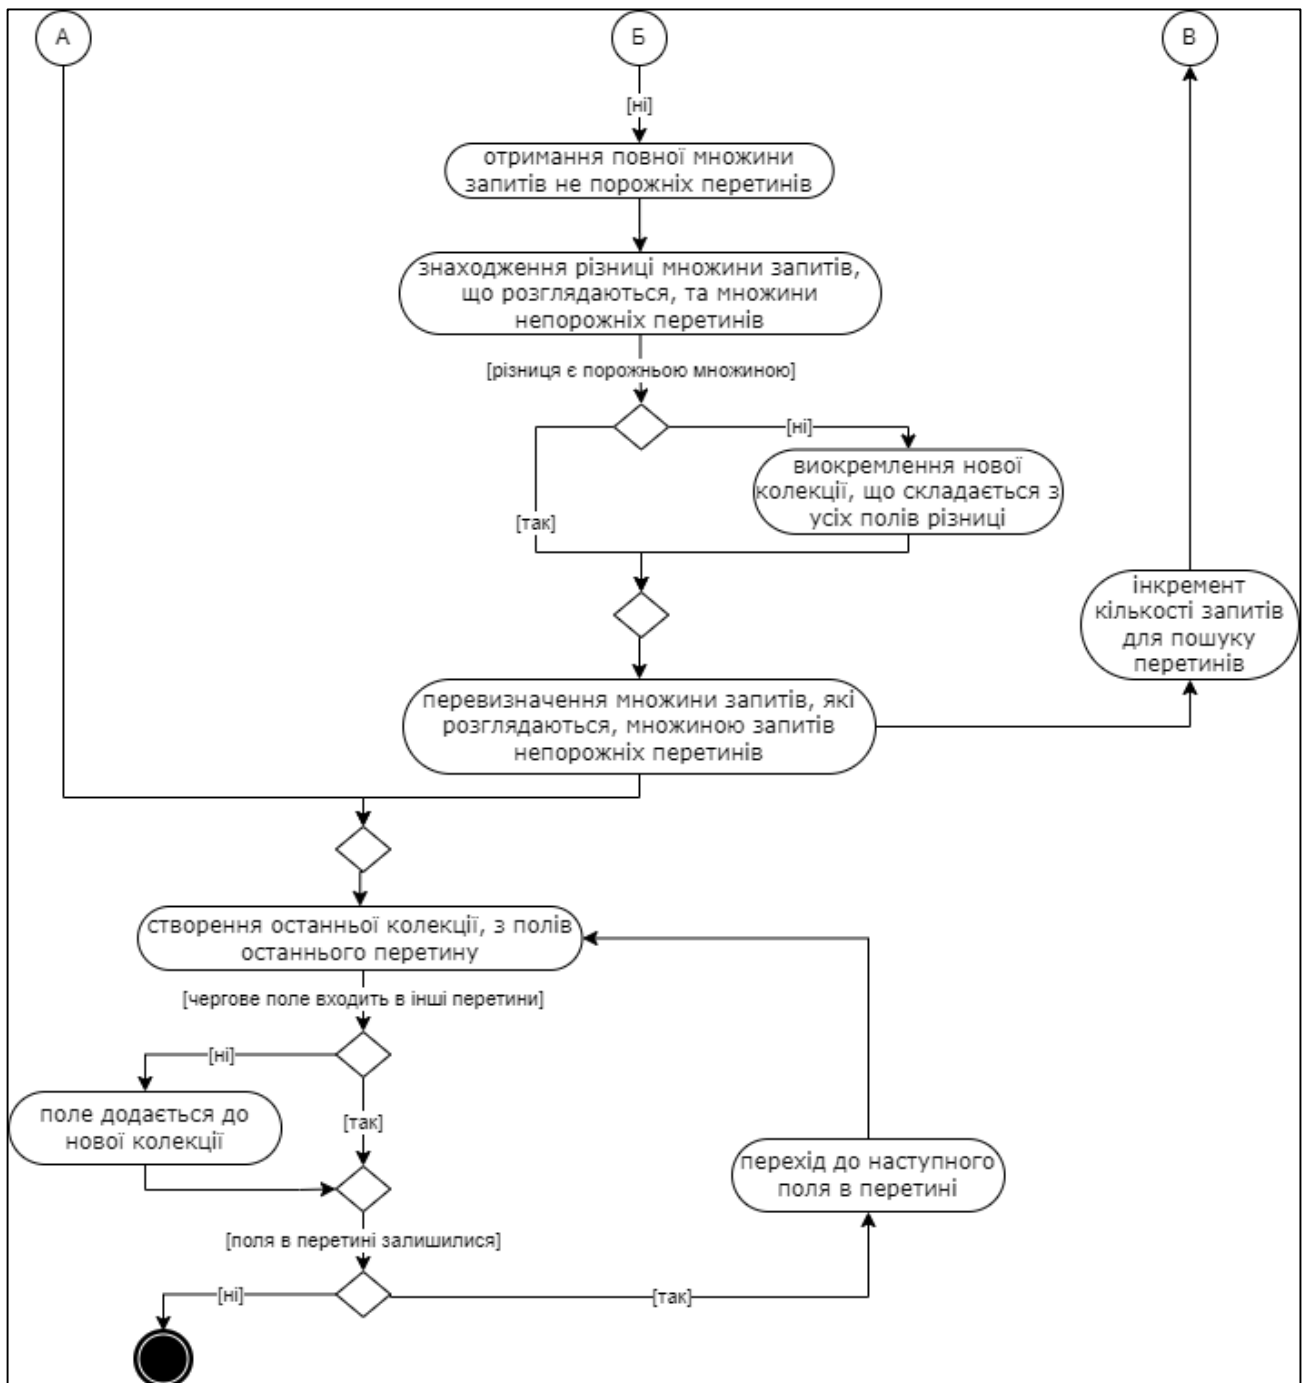 А
Б
В
[ні]
отримання повної множини
запитів не порожніх перетинів
знаходження різниці множини запитів,
що розглядаються, та множини
непорожніх перетинів
[різниця є порожньою множиною]
[ні]
виокремлення нової
колекції, що складається з
усіх полів різниці
[так]
інкремент
кількості запитів
для пошуку
перетинів
перевизначення множини запитів, які
розглядаються, множиною запитів
непорожніх перетинів
створення останньої колекції, з полів
останнього перетину
[чергове поле входить в інші перетини]
[ні]
поле додається до
нової колекції
[так]
перехід до наступного
поля в перетині
[поля в перетині залишилися]
[ні]
[так]